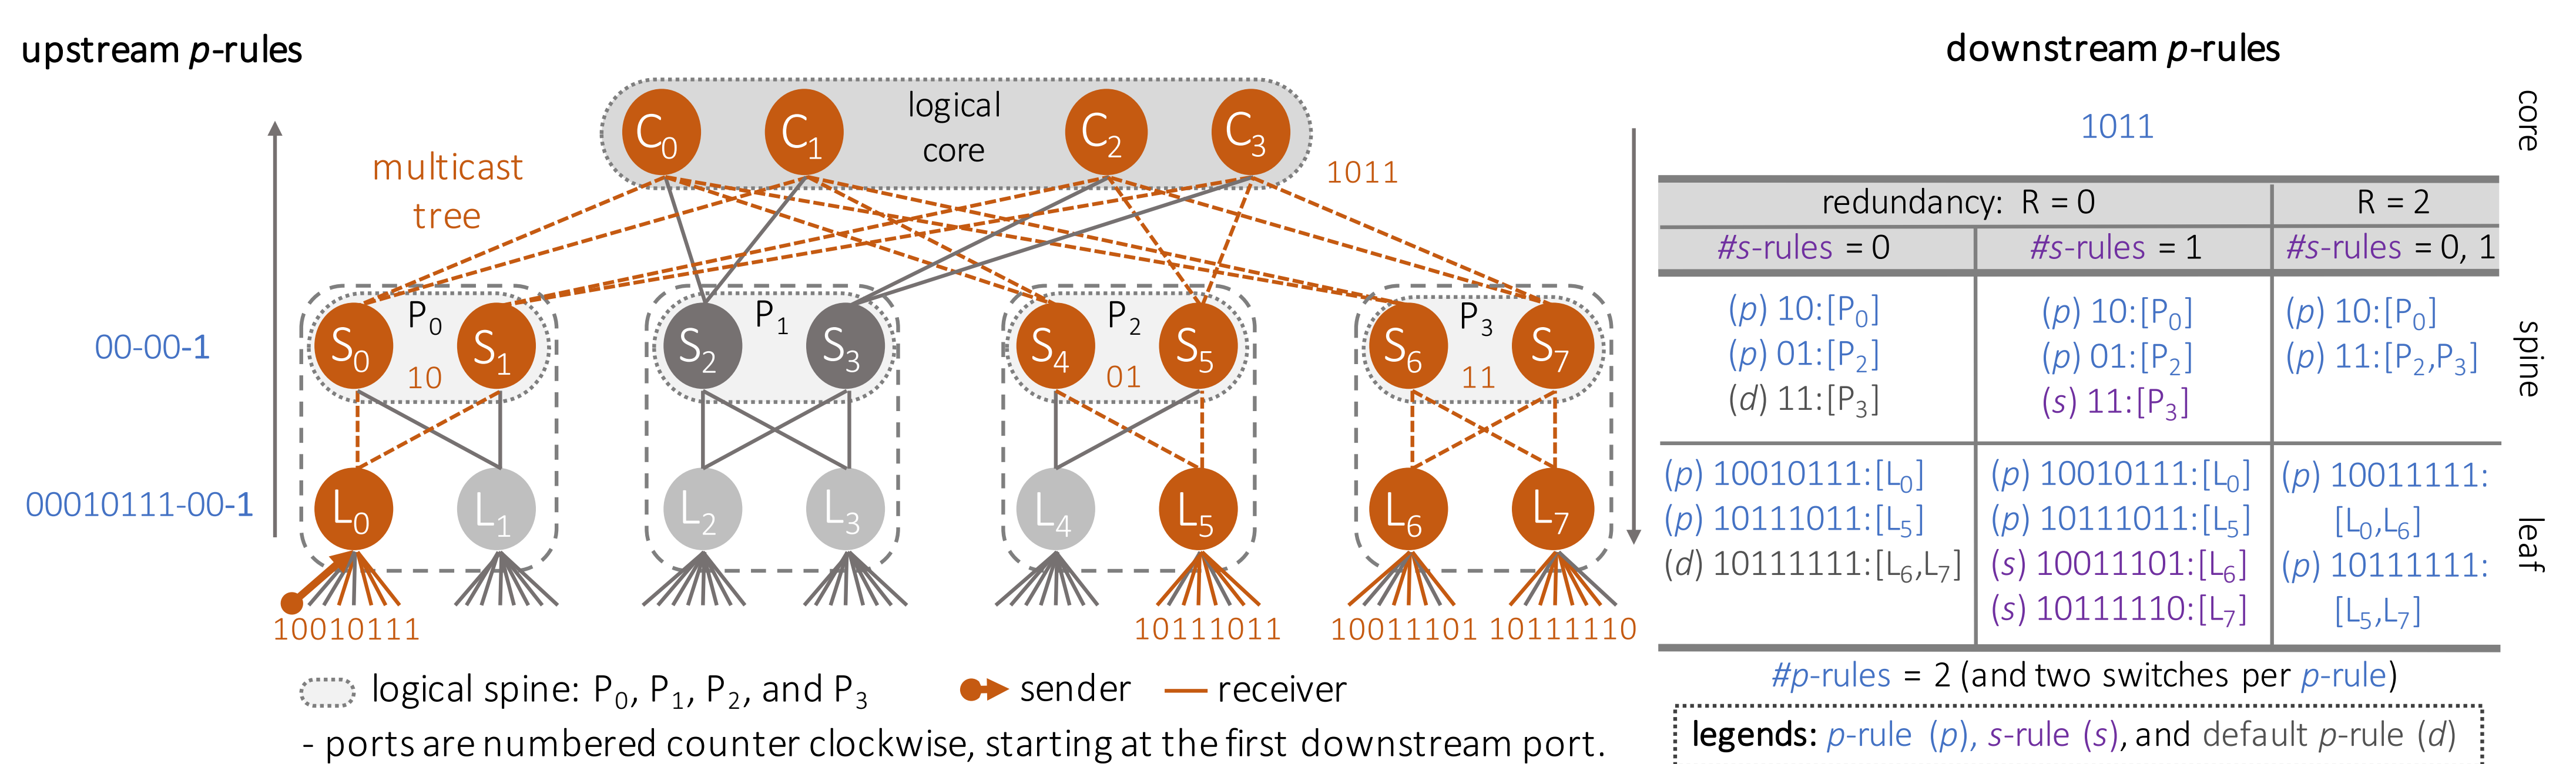 upstream p-rules
downstream p-rules
C0 C1 logical core C2 C3
multicast tree
1011
1011
core
redundancy: R = 0
R = 2
#s-rules = 0
#s-rules = 1
#s-rules = 0, 1
00-00-1
S0 P0 S1
10
S2 P1 S3
S4 P2 S5
01
S6 P3 S7
11
(p) 10:[P0]
(p) 01:[P2]
(d) 11:[P3]
(p) 10:[P0]
(p) 01:[P2]
(s) 11:[P3]
(p) 10:[P0]
(p) 11:[P2,P3]
spine
00010111-00-1
L0 L1 L2 L3 L4 L5 L6 L7
(p) 10010111:[L0]
(p) 10111011:[L5]
(d) 10111111:[L6,L7]
(p) 10010111:[L0]
(p) 10111011:[L5]
(s) 10011101:[L6]
(s) 10111110:[L7]
(p) 10011111:
[L0,L6]
(p) 10111111:
[L5,L7]
leaf
10010111
10111011
10011101
10111110
logical spine: P0, P1, P2, and P3
sender
receiver
#p-rules = 2 (and two switches per p-rule)
- ports are numbered counter clockwise, starting at the first downstream port.
legends: p-rule (p), s-rule (s), and default p-rule (d)